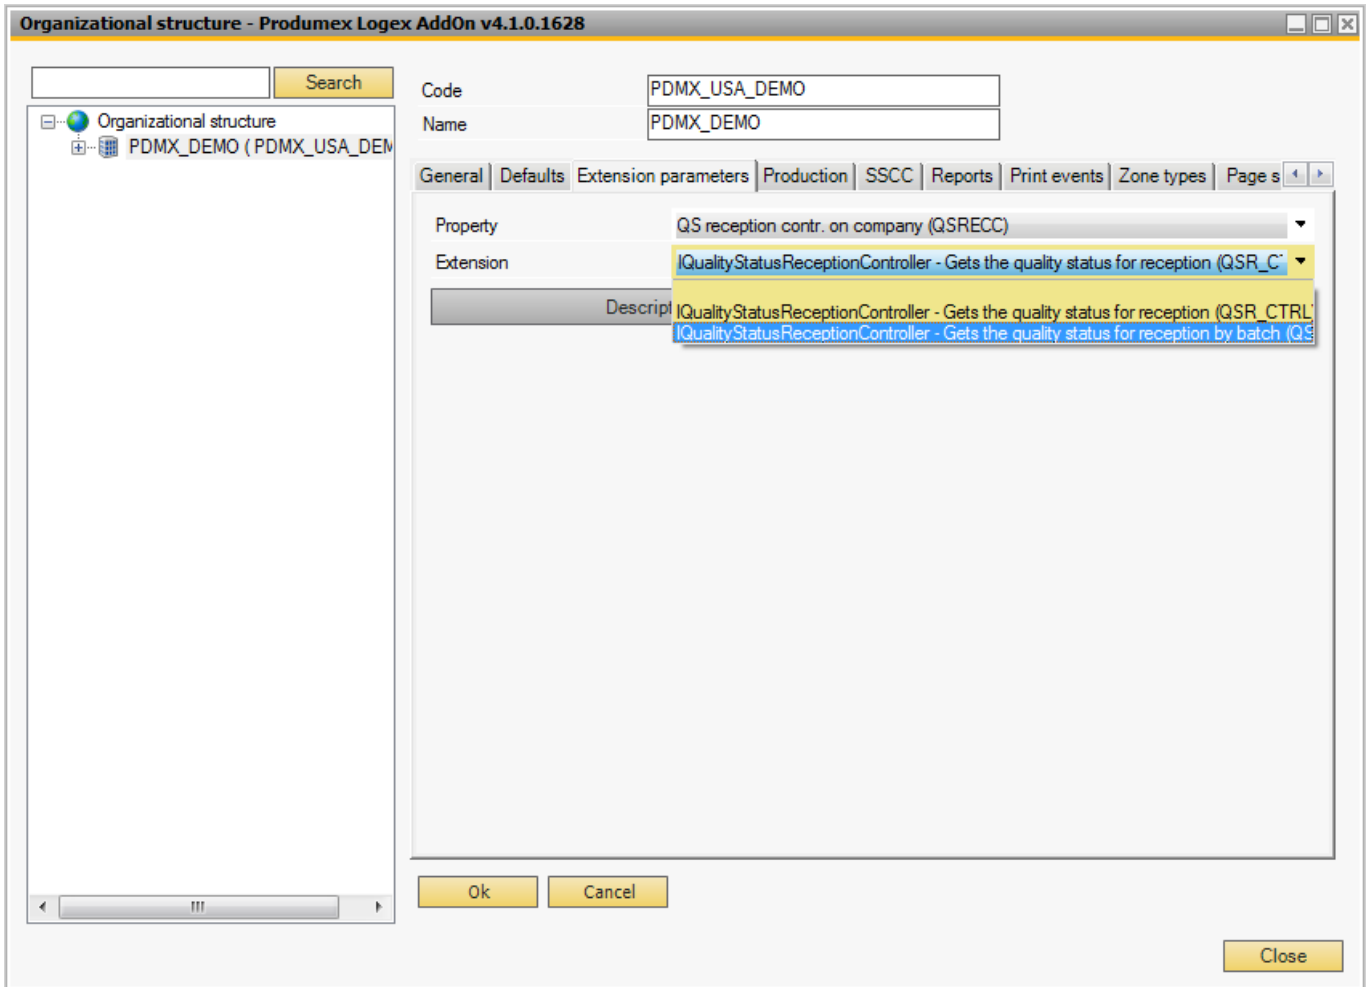 Organizational structure - Produmex Logex AddOn v4.1.0.1628
Search
Organizational structure
PDMX_DEMO ( PDMX_USA_DEM
Code PDMX_USA_DEMO
Name PDMX_DEMO
General Defaults Extension parameters Production SSCC Reports Print events Zone types Page s
Property QS reception contr. on company (QSRECC)
Extension IQualityStatusReceptionController - Gets the quality status for reception (QSR_CT
Descript
IQualityStatusReceptionController - Gets the quality status for reception (QSR_CTRL)
IQualityStatusReceptionController - Gets the quality status for reception by batch (QS
Ok Cancel
Close